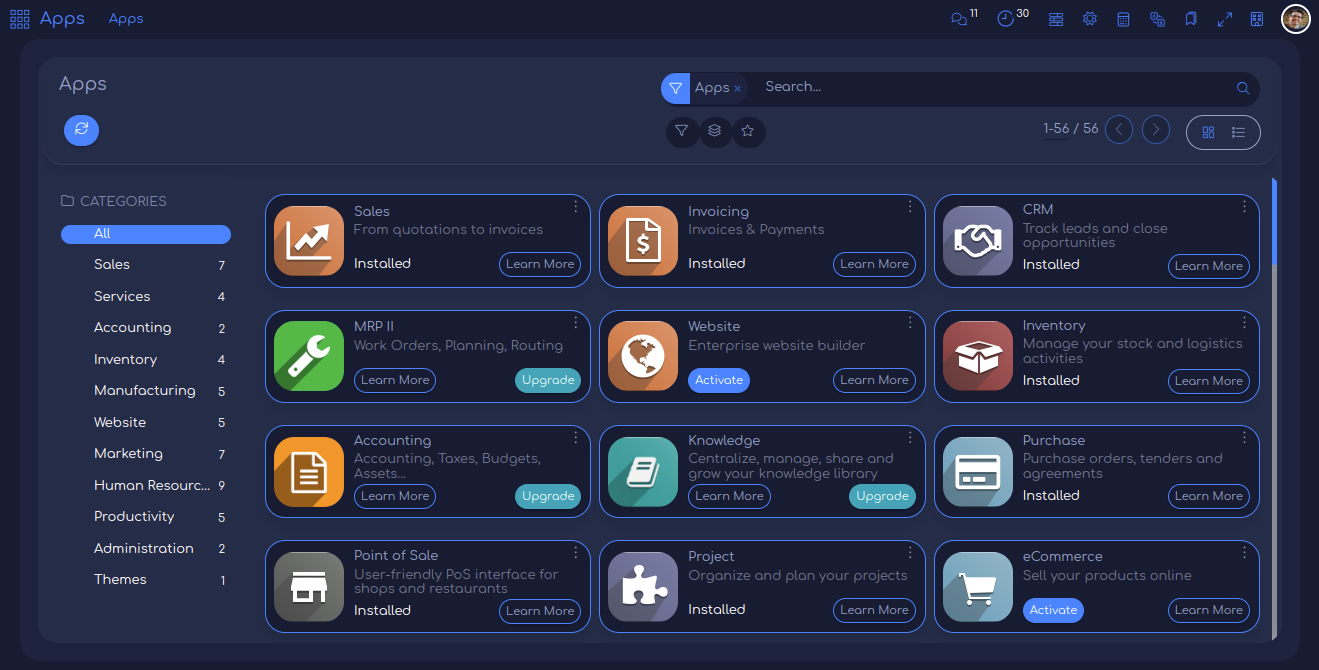 Apps Apps 11 30
Apps
Apps × Search...
1-56 / 56
CATEGORIES
All
Sales 7
Services 4
Accounting 2
Inventory 4
Manufacturing 5
Website 5
Marketing 7
Human Resourc... 9
Productivity 5
Administration 2
Themes 1
Sales
From quotations to invoices
Installed Learn More
Invoicing
Invoices & Payments
Installed Learn More
CRM
Track leads and close
opportunities
Installed Learn More
MRP II
Work Orders, Planning, Routing
Learn More Upgrade
Website
Enterprise website builder
Activate Learn More
Inventory
Manage your stock and logistics
activities
Installed Learn More
Accounting
Accounting, Taxes, Budgets,
Assets...
Learn More Upgrade
Knowledge
Centralize, manage, share and
grow your knowledge library
Learn More Upgrade
Purchase
Purchase orders, tenders and
agreements
Installed Learn More
Point of Sale
User-friendly PoS interface for
shops and restaurants
Installed Learn More
Project
Organize and plan your projects
Installed Learn More
eCommerce
Sell your products online
Activate Learn More